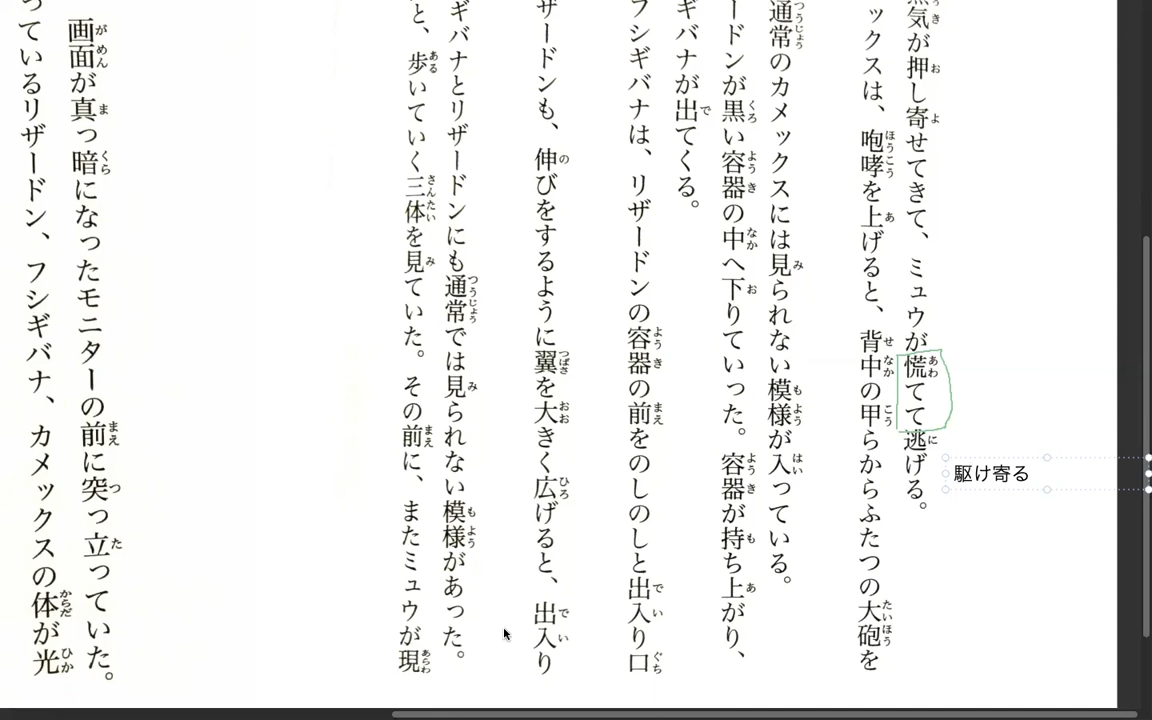 気が押し寄せてきて、ミュウが慌てて逃げる。
ックスは、咆哮を上げると、背中の甲らからふたつの大砲を
通常のカメックスには見られない模様が入っている。
ードンが黒い容器の中へ下りていった。容器が持ち上がり、
ギバナが出てくる。
フシギバナは、リザードンの容器の前をのしのしと出入り口
ザードンも、伸びをするように翼を大きく広げると、出入り
ギバナとリザードンにも通常では見られない模様があった。
と、歩いていく三体を見ていた。その前に、またミュウが現
画面が真っ暗になったモニターの前に突っ立っていた。
っているリザードン、フシギバナ、カメックスの体が光
駆け寄る